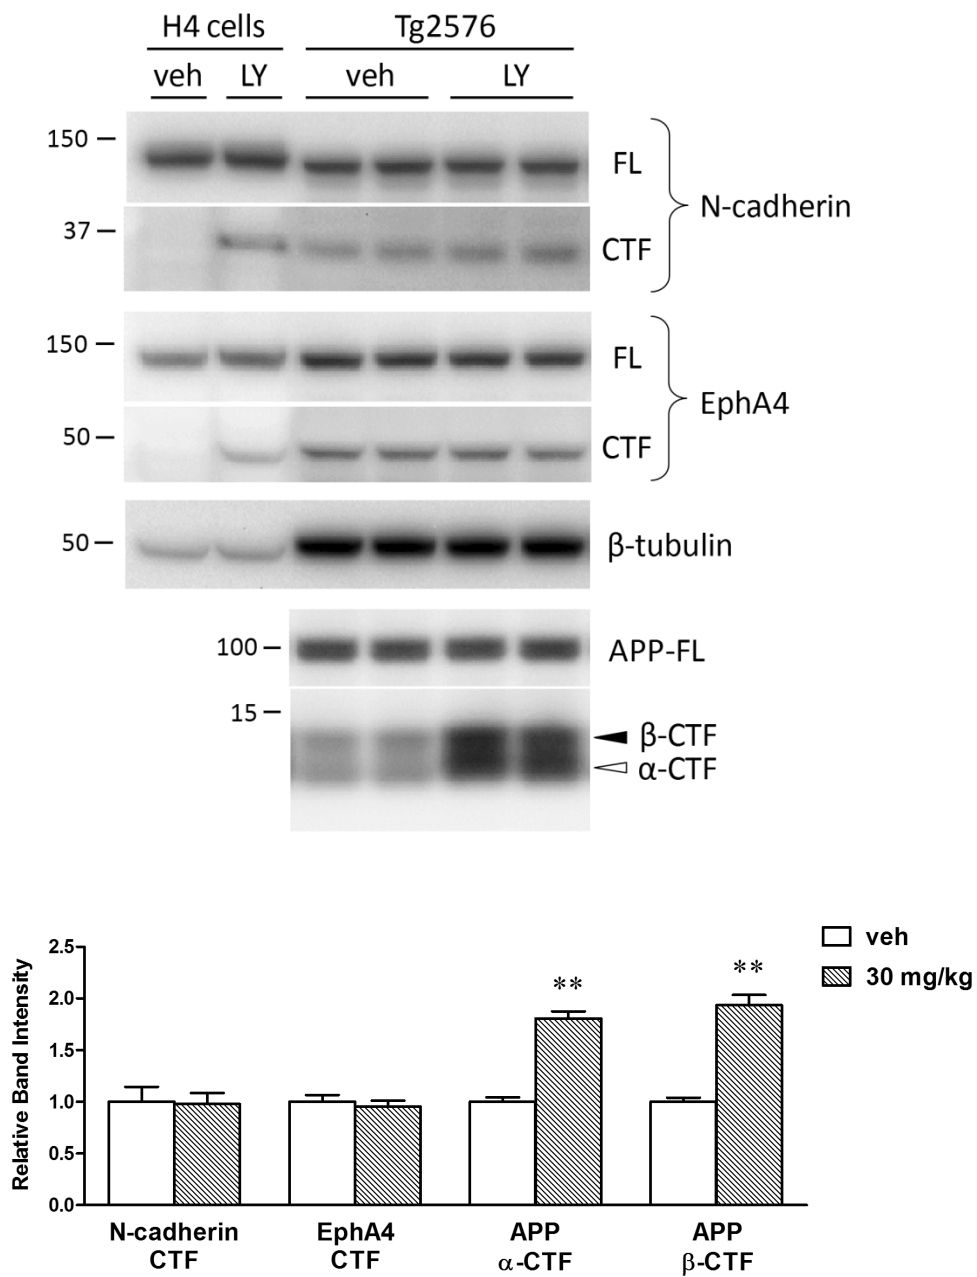 H4 cells Tg2576
veh LY veh LY
150 FL
N-cadherin
37 CTF
150 FL
EphA4
50 CTF
50 β-tubulin
100 APP-FL
15
β-CTF
α-CTF
veh
30 mg/kg
Relative Band Intensity
2.5
2.0
1.5
1.0
0.5
0.0
** **
N-cadherin EphA4 APP APP
CTF CTF α-CTF β-CTF